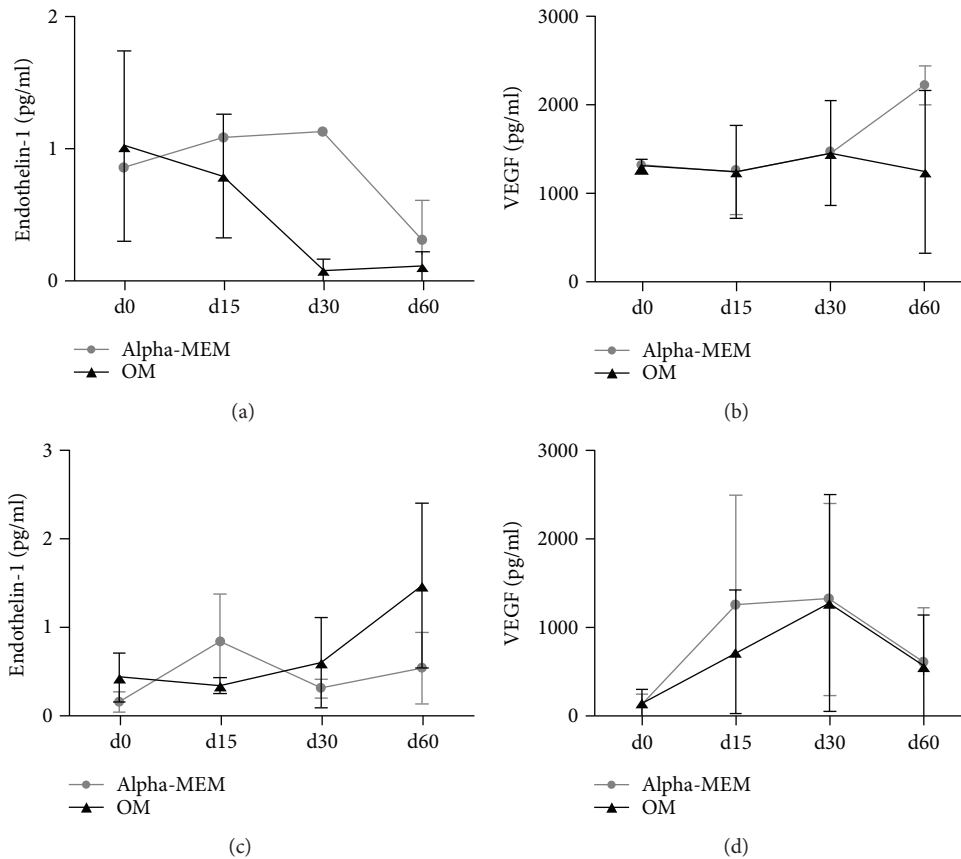 2
1
0
Endothelin-1 (pg/ml)
d0 d15 d30 d60
Alpha-MEM
OM
(a)
3000
2000
1000
0
VEGF (pg/ml)
d0 d15 d30 d60
Alpha-MEM
OM
(b)
3
2
1
0
Endothelin-1 (pg/ml)
d0 d15 d30 d60
Alpha-MEM
OM
(c)
3000
2000
1000
0
VEGF (pg/ml)
d0 d15 d30 d60
Alpha-MEM
OM
(d)